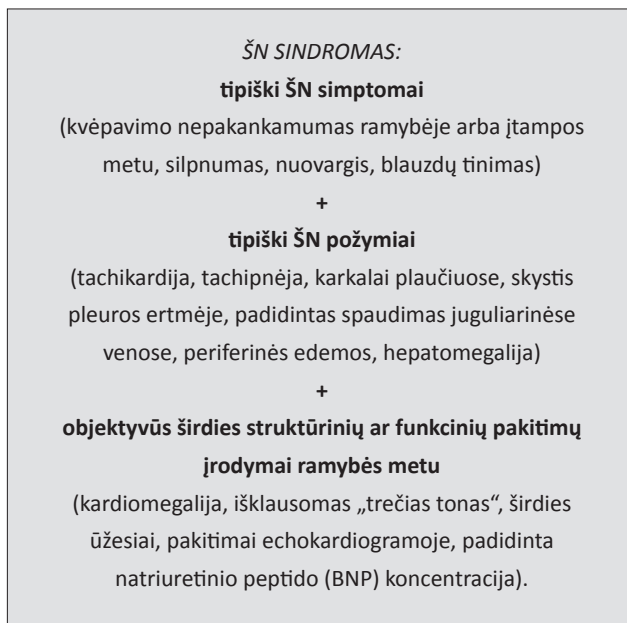 ŠN SINDROMAS:
tipiški ŠN simptomai
(kvėpavimo nepakankamumas ramybėje arba įtampos
metu, silpnumas, nuovargis, blauzdų tinimas)
+
tipiški ŠN požymiai
(tachikardija, tachipnėja, karkalai plaučiuose, skystis
pleuros ertmėje, padidintas spaudimas juguliarinėse
venose, periferinės edemos, hepatomegalija)
+
objektyvūs širdies struktūrinių ar funkcinių pakitimų
įrodymai ramybės metu
(kardiomegalija, išklausomas „trečias tonas“, širdies
ūžesiai, pakitimai echokardiogramoje, padidinta
natriuretinio peptido (BNP) koncentracija).